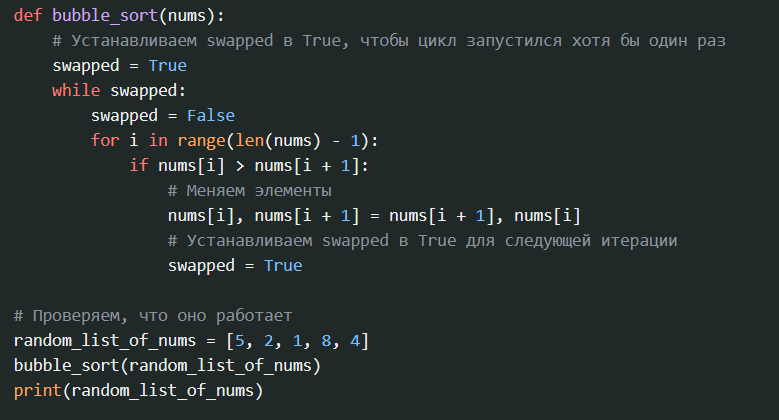 def bubble_sort(nums):
    # Устанавливаем swapped в True, чтобы цикл запустился хотя бы один раз
    swapped = True
    while swapped:
        swapped = False
        for i in range(len(nums) - 1):
            if nums[i] > nums[i + 1]:
                # Меняем элементы
                nums[i], nums[i + 1] = nums[i + 1], nums[i]
                # Устанавливаем swapped в True для следующей итерации
                swapped = True

# Проверяем, что оно работает
random_list_of_nums = [5, 2, 1, 8, 4]
bubble_sort(random_list_of_nums)
print(random_list_of_nums)